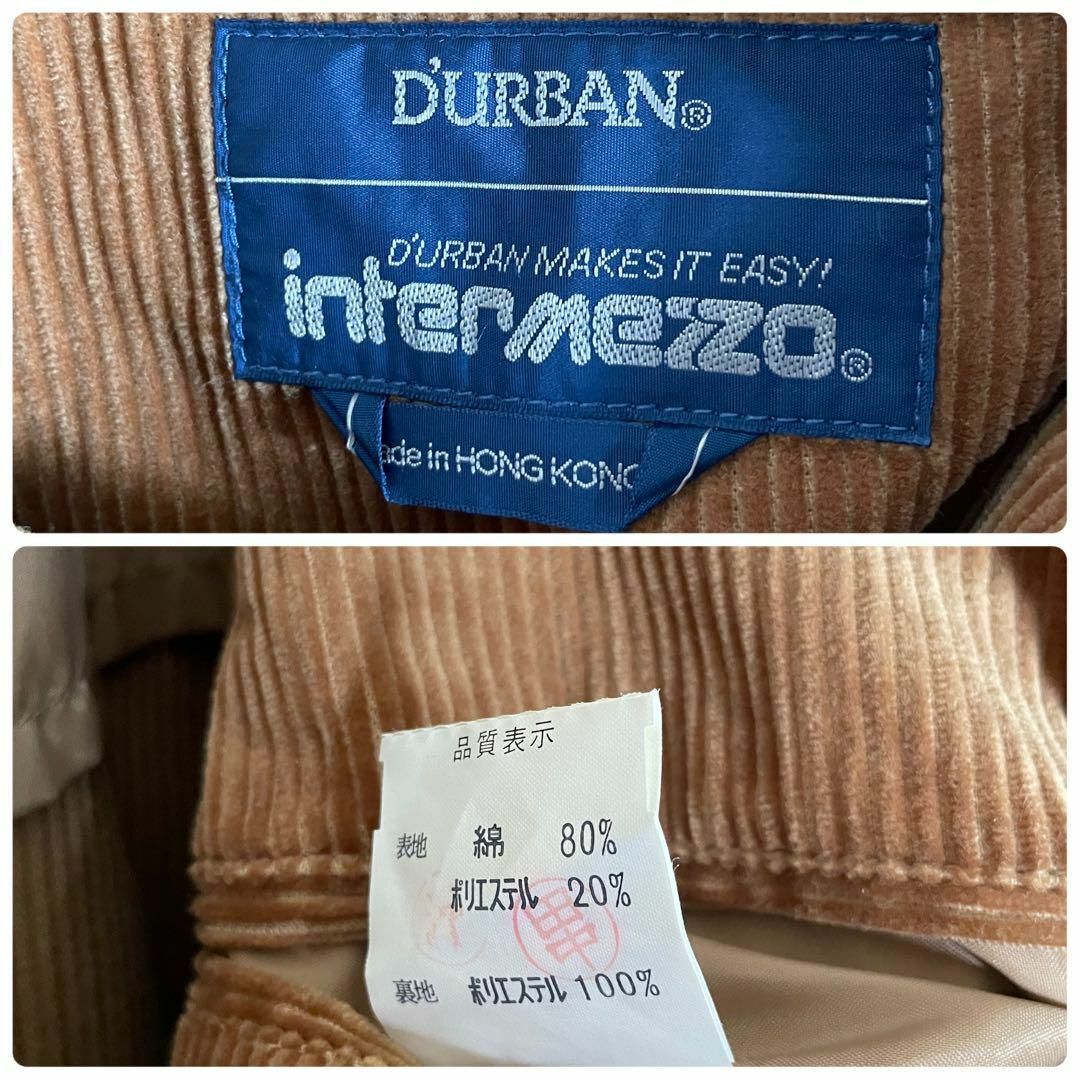 D'URBAN®
D'URBAN MAKES IT EASY!
intermezzo®
ade in HONG KONG
品質表示
表地 綿 80%
ポリエステル 20%
裏地 ポリエステル 100%